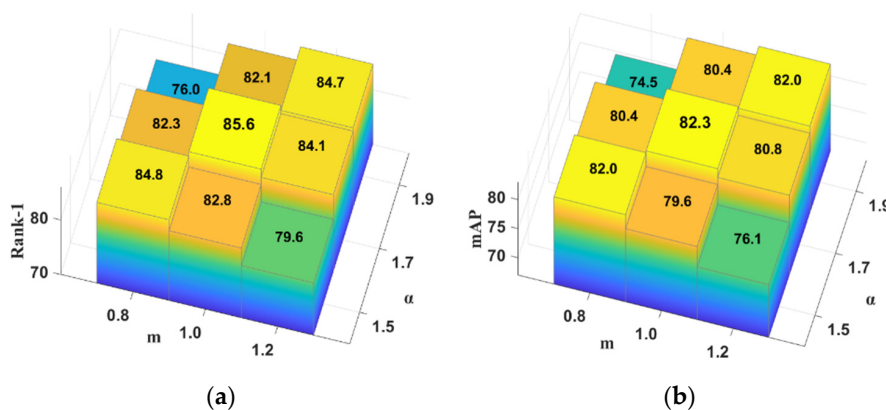 76.0 82.1 84.7
82.3 85.6 84.1
84.8 82.8 79.6
Rank-1
80
70
0.8 1.0 1.2
m
1.5 1.7 1.9
α
(a)
74.5 80.4 82.0
80.4 82.3 80.8
82.0 79.6 76.1
mAP
80
75
70
0.8 1.0 1.2
m
1.5 1.7 1.9
α
(b)